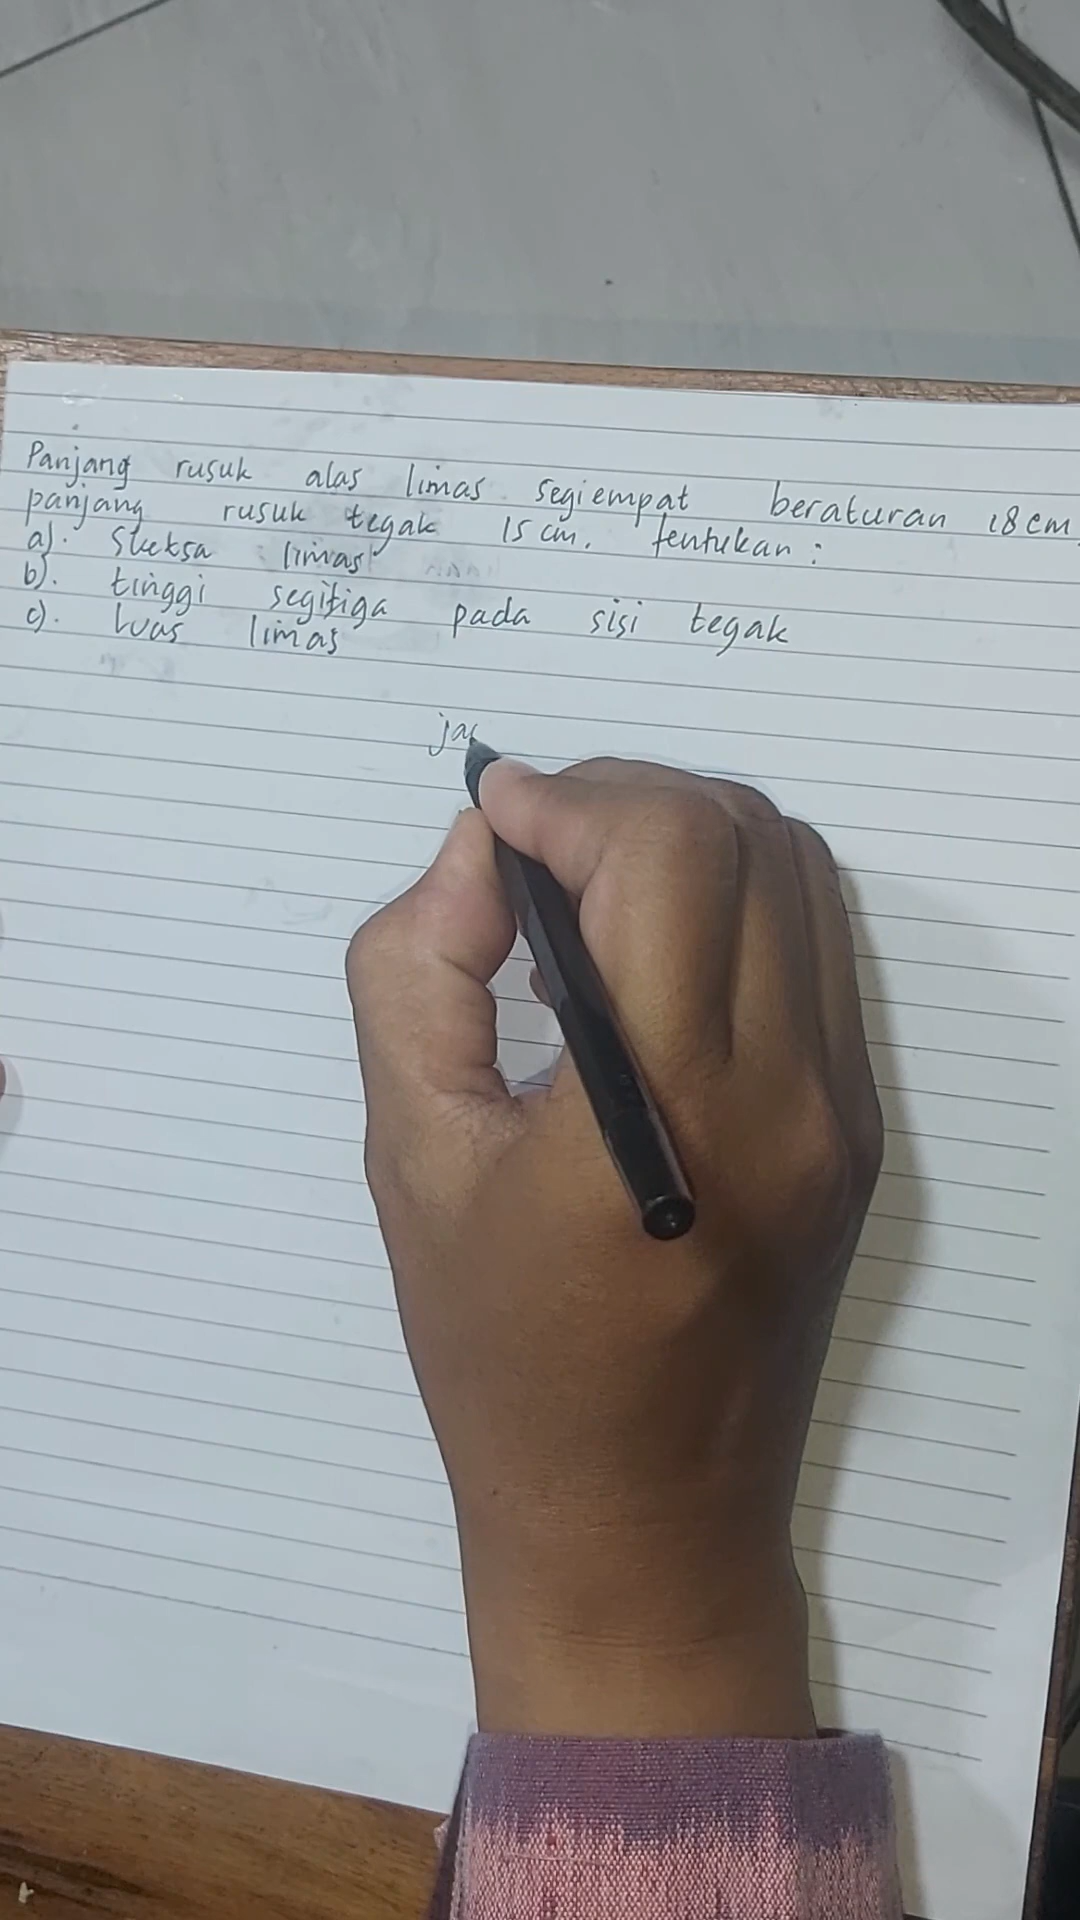 Panjang rusuk alas limas segiempat beraturan 18 cm.
panjang rusuk tegak 15 cm. tentukan :
a). Sketsa limas
b). tinggi segitiga pada sisi tegak
c). Luas limas
ja